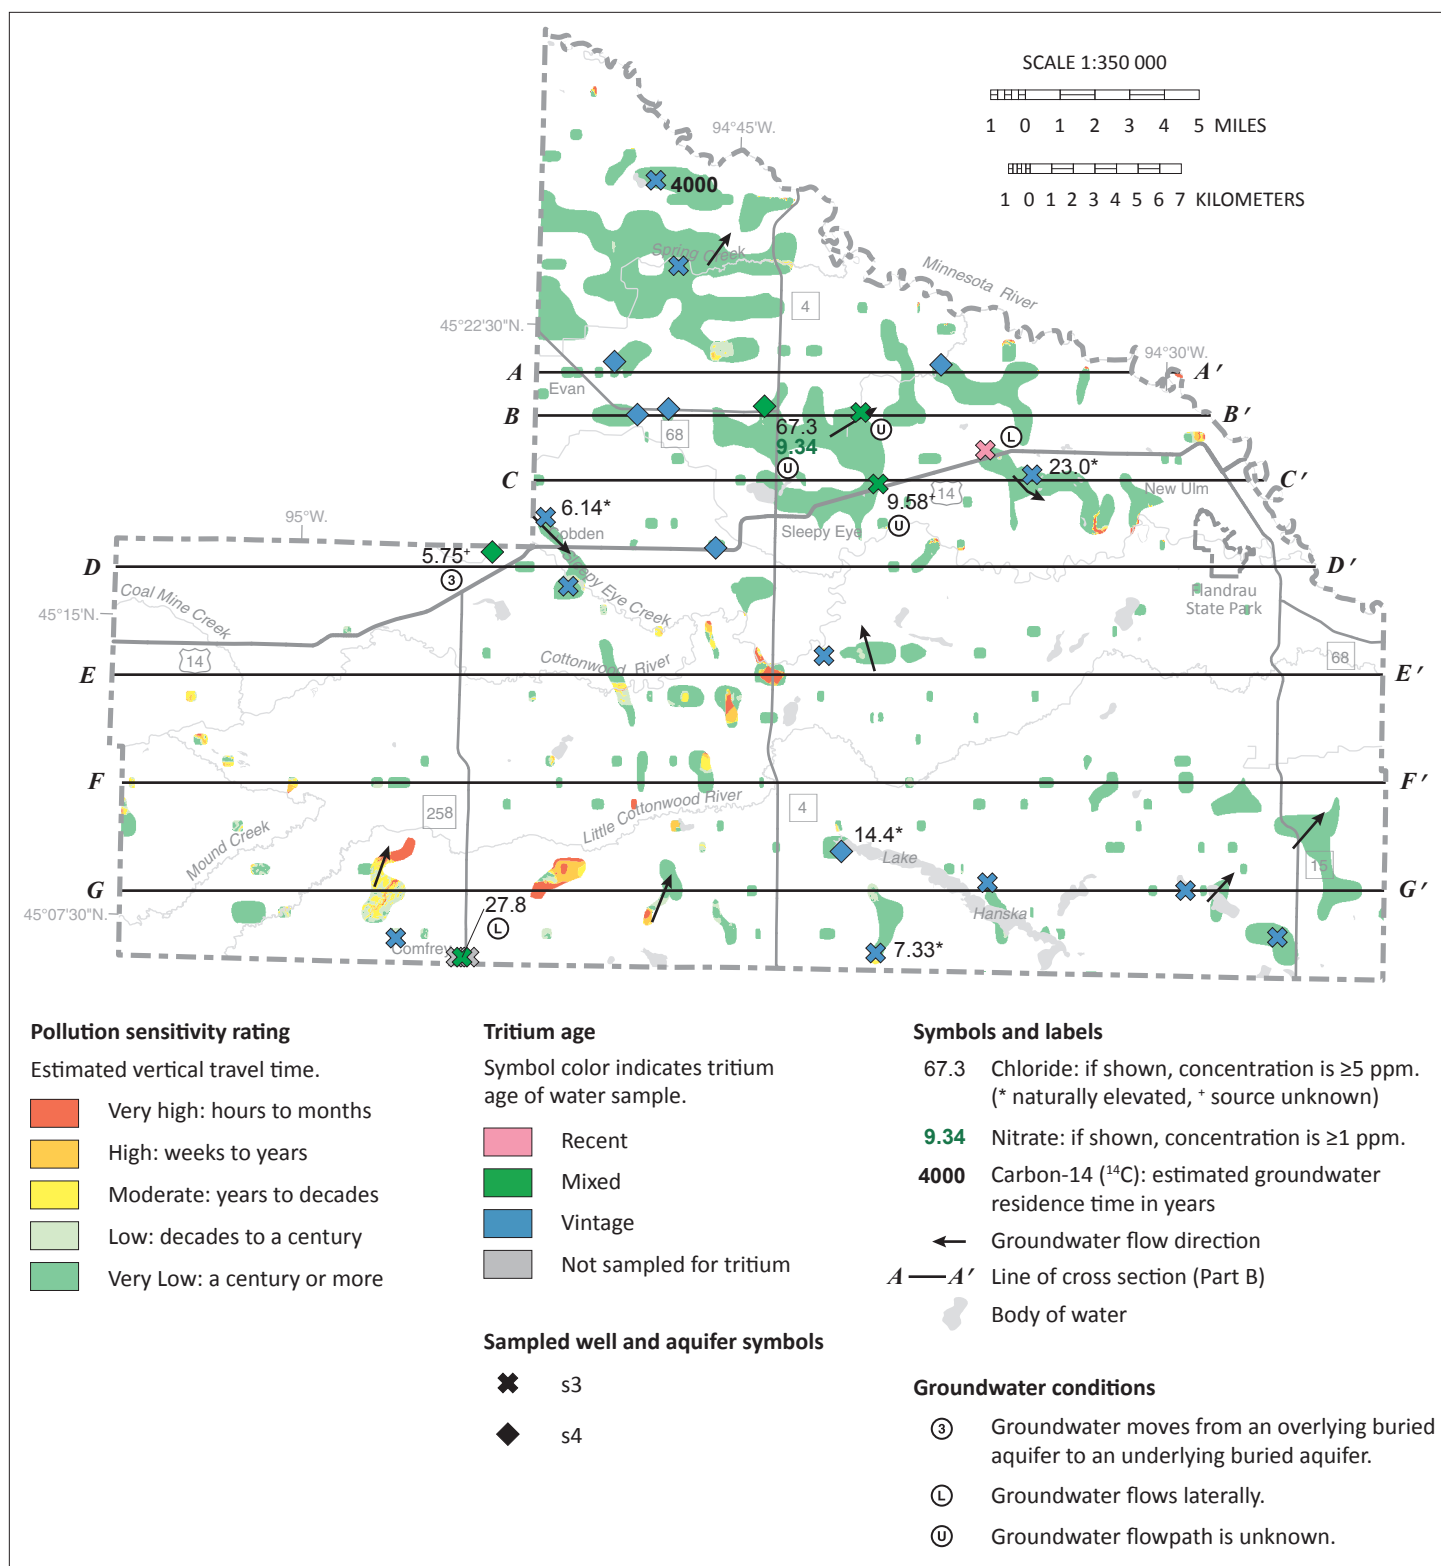 SCALE 1:350 000
1 0 1 2 3 4 5 MILES
1 0 1 2 3 4 5 6 7 KILOMETERS
94°45'W.
4000
Spring Creek
Minnesota River
4
45°22'30"N.
94°30'W.
A A′
Evan
B B′
68
67.3
9.34
U
U
L
C C′
23.0*
14
New Ulm
9.58+
U
Sleepy Eye
6.14*
Cobden
95°W.
5.75+
3
D D′
Sleepy Eye Creek
Flandrau
State Park
Coal Mine Creek
45°15'N.
14
Cottonwood River
68
E E′
F F′
258
Little Cottonwood River
4
Mound Creek
14.4*
Lake
Hanska
15
G G′
45°07'30"N.
27.8
L
Comfrey
7.33*
Pollution sensitivity rating
Estimated vertical travel time.
Very high: hours to months
High: weeks to years
Moderate: years to decades
Low: decades to a century
Very Low: a century or more
Tritium age
Symbol color indicates tritium
age of water sample.
Recent
Mixed
Vintage
Not sampled for tritium
Sampled well and aquifer symbols
s3
s4
Symbols and labels
67.3 Chloride: if shown, concentration is ≥5 ppm.
(* naturally elevated, + source unknown)
9.34 Nitrate: if shown, concentration is ≥1 ppm.
4000 Carbon-14 (14C): estimated groundwater
residence time in years
Groundwater flow direction
A A′ Line of cross section (Part B)
Body of water
Groundwater conditions
3 Groundwater moves from an overlying buried
aquifer to an underlying buried aquifer.
L Groundwater flows laterally.
U Groundwater flowpath is unknown.